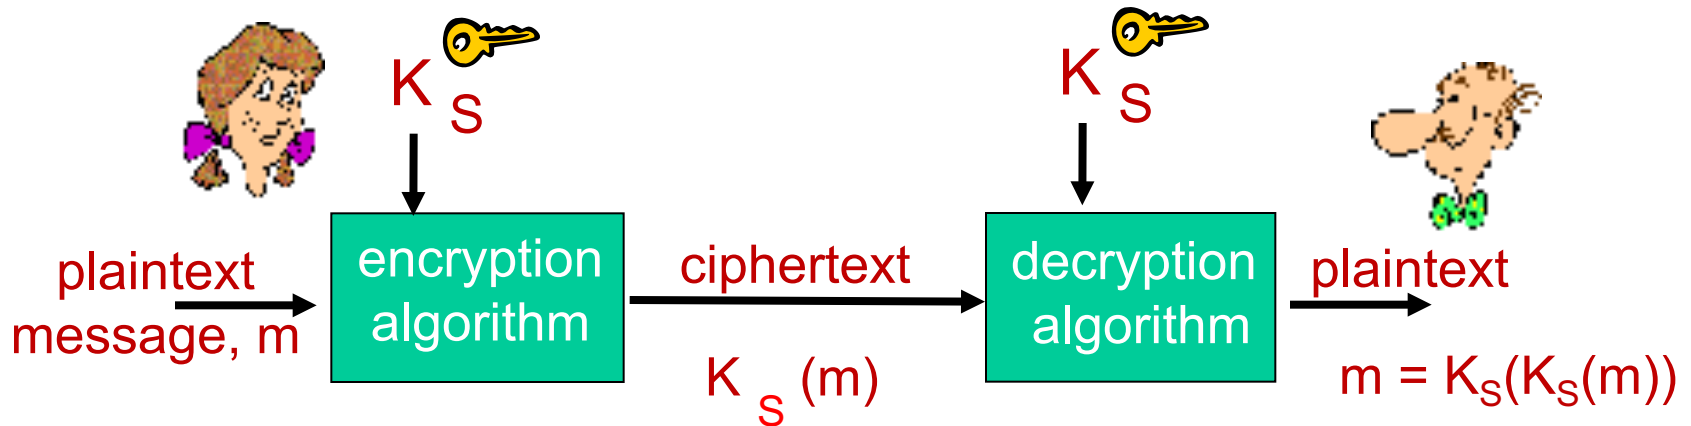 K S
K S
plaintext
message, m
encryption
algorithm
ciphertext
K S (m)
decryption
algorithm
plaintext
m = KS(KS(m))